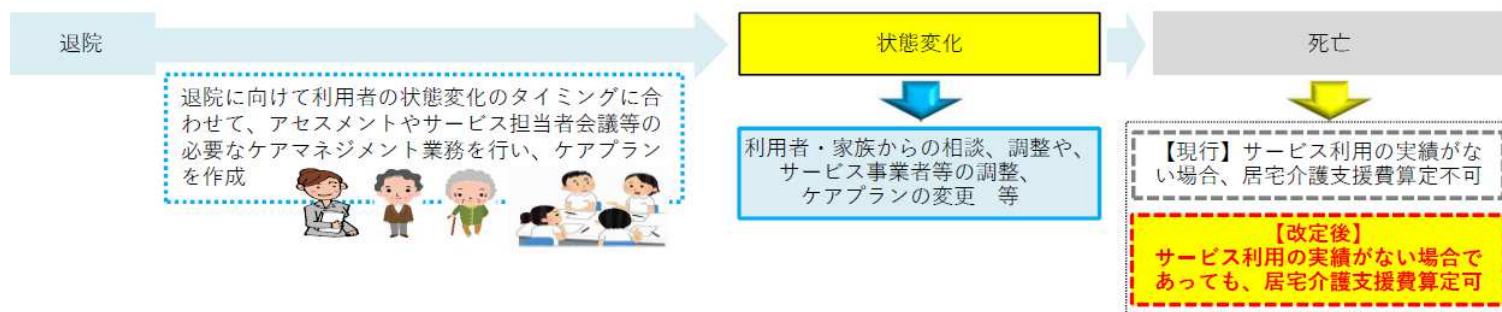 退院
状態変化
死亡
退院に向けて利用者の状態変化のタイミングに合
わせて、アセスメントやサービス担当者会議等の
必要なケアマネジメント業務を行い、ケアプラン
を作成
利用者・家族からの相談、調整や、
サービス事業者等の調整、
ケアプランの変更　等
【現行】サービス利用の実績がな
い場合、居宅介護支援費算定不可
【改定後】
サービス利用の実績がない場合で
あっても、居宅介護支援費算定可